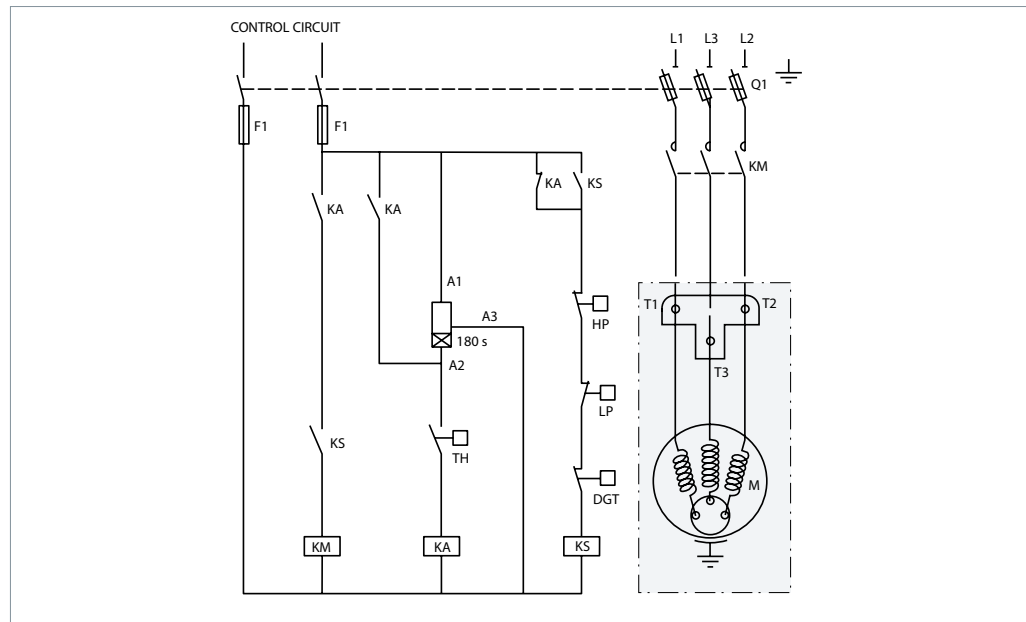 CONTROL CIRCUIT
L1 L3 L2
Q1
F1 F1
KM
KA KS
KA KA
A1
T1 T2
A3
HP
180 s
A2
T3
LP
KS
TH
M
DGT
KM KA KS